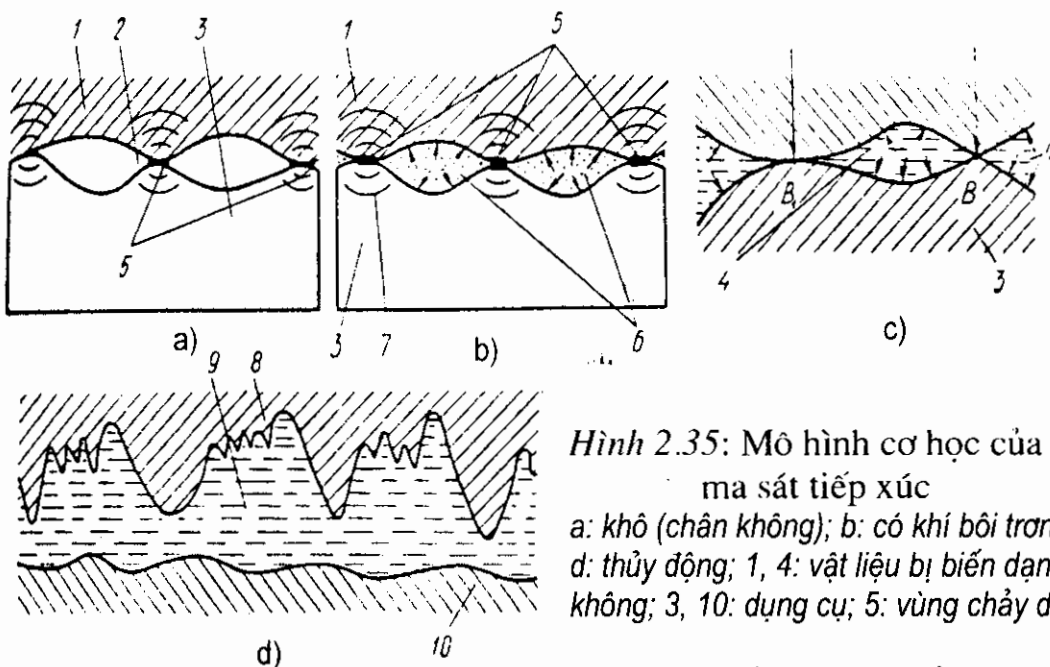 1 2 3 1 5
5 3 7 6
a) b)
B B
4 3
c)
9 8
10
d)
Hình 2.35: Mô hình cơ học của
ma sát tiếp xúc
a: khô (chân không); b: có khí bôi trơn
d: thủy động; 1, 4: vật liệu bị biến dạn
không; 3, 10: dụng cụ; 5: vùng chảy d